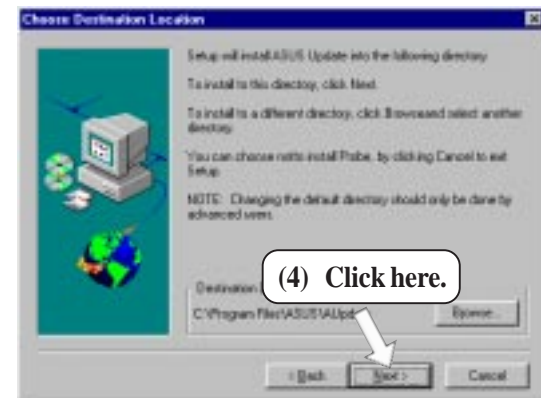 Choose Destination Location
Setup will install ASUS Update into the following directory.
To install to this directory, click Next.
To install to a different directory, click Browse and select another
directory.
You can choose not to install Probe, by clicking Cancel to exit
Setup.
NOTE: Changing the default directory should only be done by
advanced users.
(4) Click here.
Destination
C:\Program Files\ASUS\AUpd
Browse...
< Back
Next >
Cancel